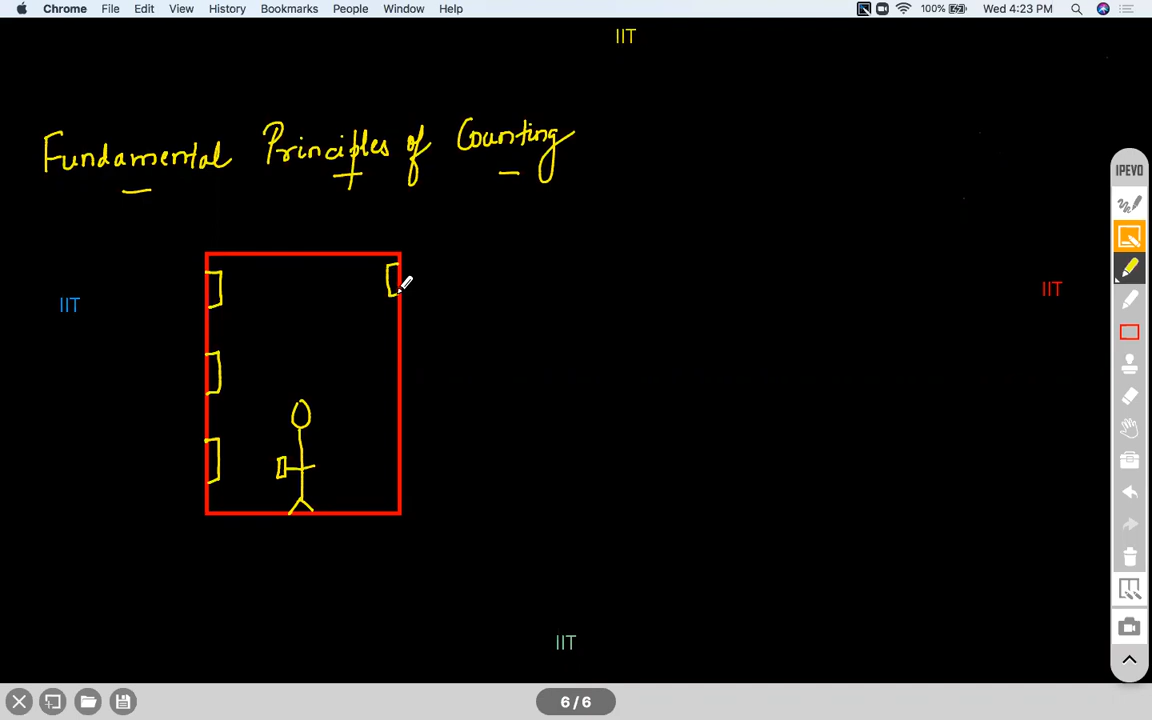 Chrome File Edit View History Bookmarks People Window Help 100% Wed 4:23 PM
IIT
Fundamental Principles of Counting
IPEVO
IIT
IIT
IIT
6 / 6